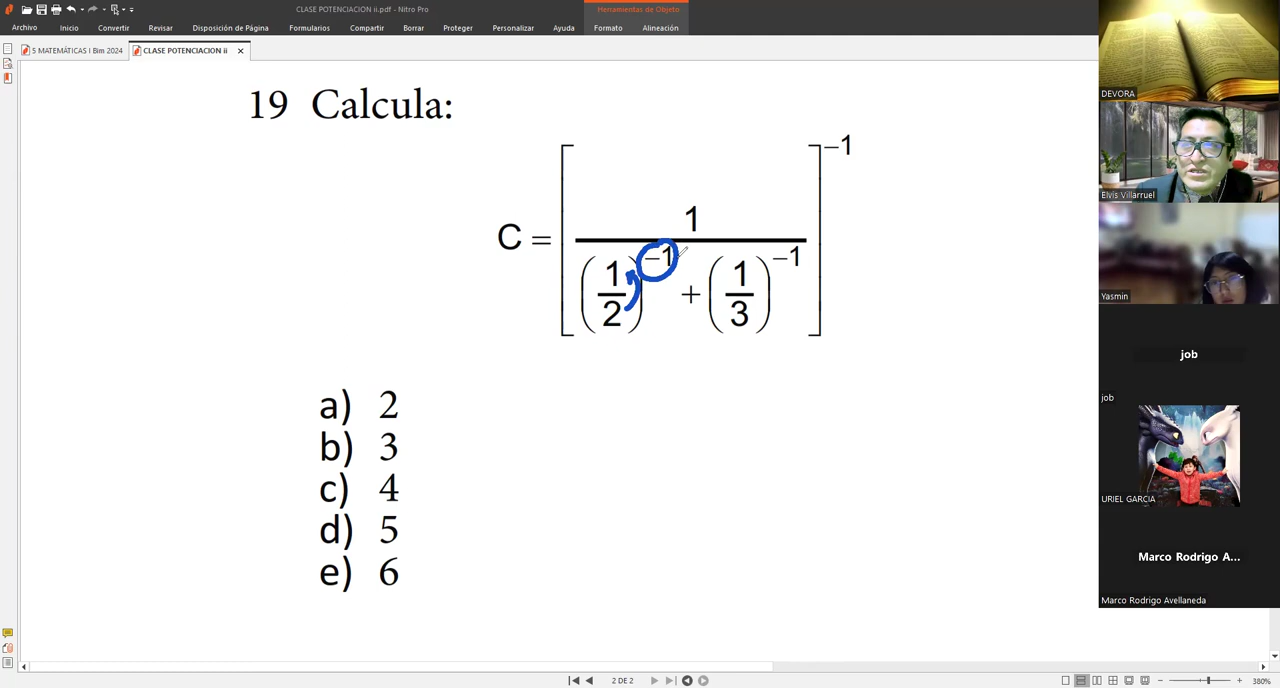 CLASE POTENCIACION ii.pdf - Nitro Pro
Herramientas de Objeto
Archivo Inicio Convertir Revisar Disposición de Página Formularios Compartir Borrar Proteger Personalizar Ayuda Formato Alineación
5 MATEMÁTICAS I Bim 2024 CLASE POTENCIACION ii
19 Calcula:
C = [1 / ((1/2)^−1 + (1/3)^−1)]^−1
a) 2
b) 3
c) 4
d) 5
e) 6
DEVORA
Elvis Villarruel
Yasmin
job
job
URIEL GARCIA
Marco Rodrigo A...
Marco Rodrigo Avellaneda
2 DE 2
380%